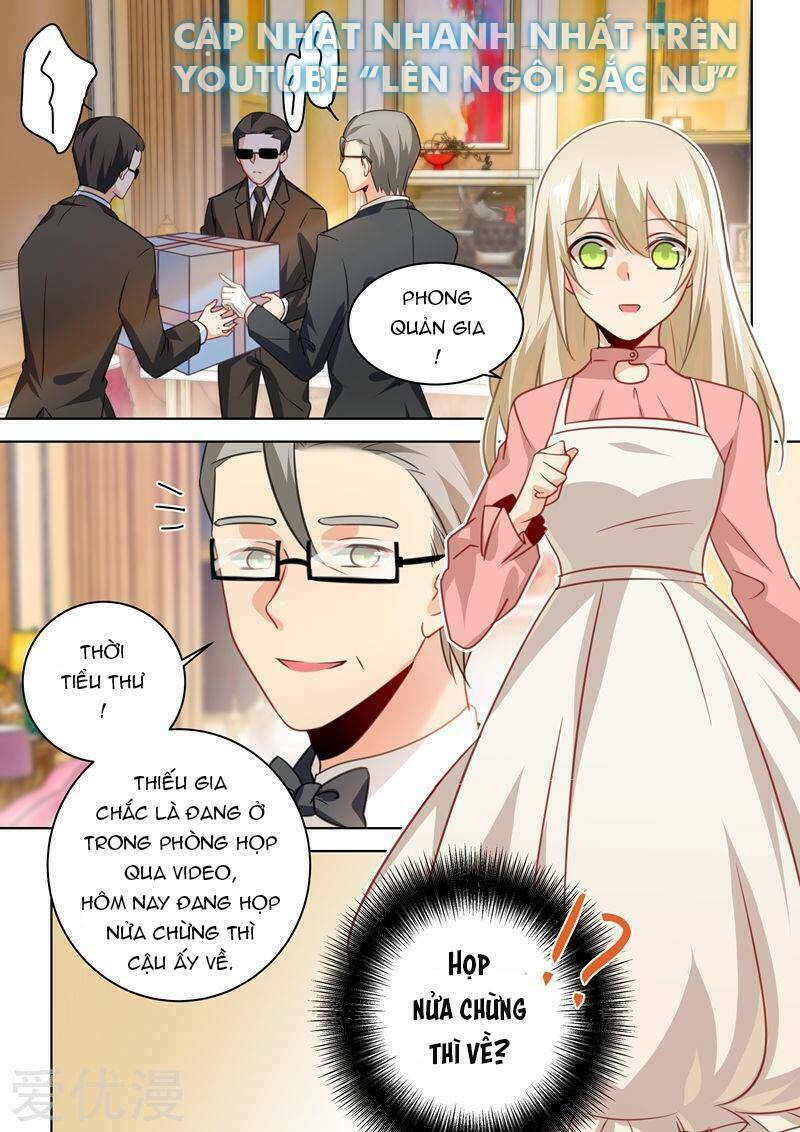 CẬP NHẬT NHANH NHẤT TRÊN
YOUTUBE “LÊN NGÔI SẮC NỮ”
PHONG
QUẢN GIA
!
THỜI
TIỂU THƯ
!
THIẾU GIA
CHẮC LÀ ĐANG Ở
TRONG PHÒNG HỌP
QUA VIDEO,
HÔM NAY ĐANG HỌP
NỬA CHỪNG THÌ
CẬU ẤY VỀ.
!?
HỌP
NỬA CHỪNG
THÌ VỀ?
爱优漫